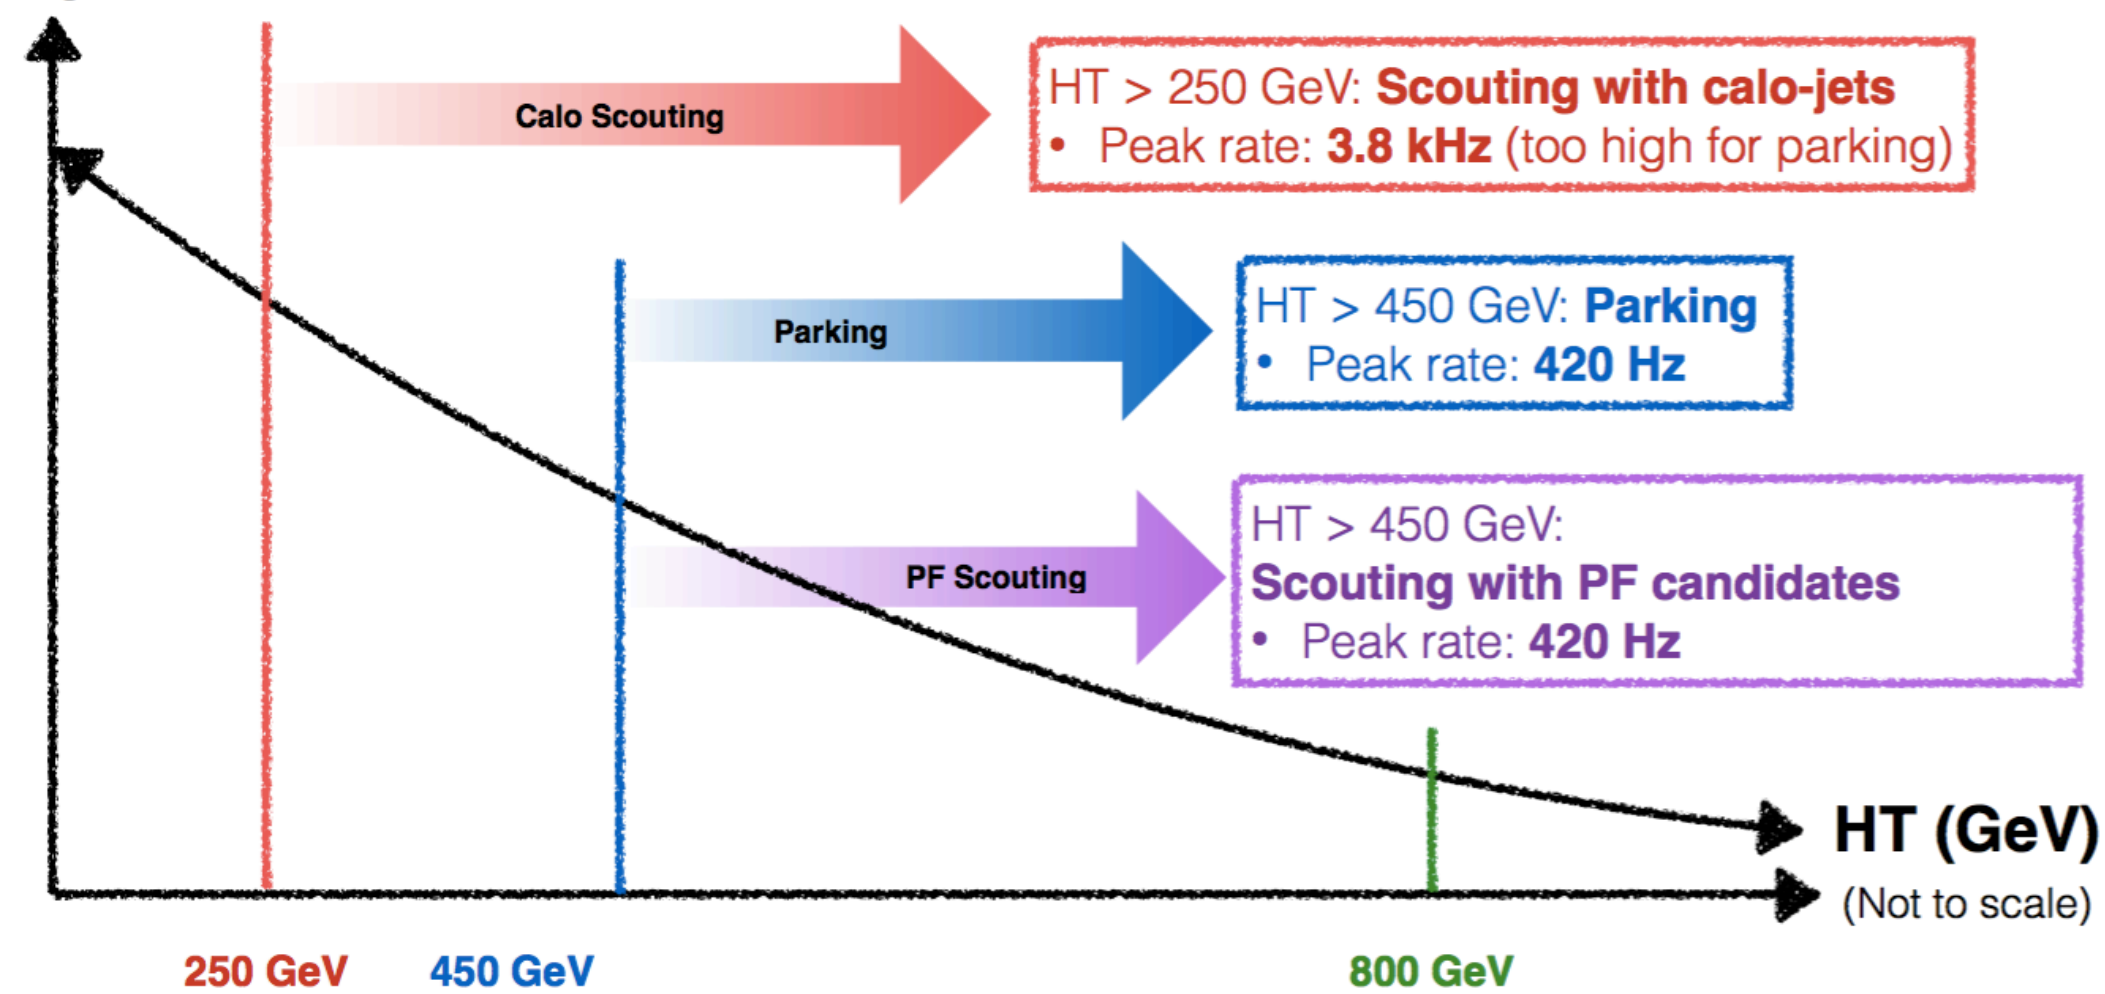 Calo Scouting
HT > 250 GeV: Scouting with calo-jets
• Peak rate: 3.8 kHz (too high for parking)
Parking
HT > 450 GeV: Parking
• Peak rate: 420 Hz
PF Scouting
HT > 450 GeV:
Scouting with PF candidates
• Peak rate: 420 Hz
HT (GeV)
(Not to scale)
250 GeV
450 GeV
800 GeV